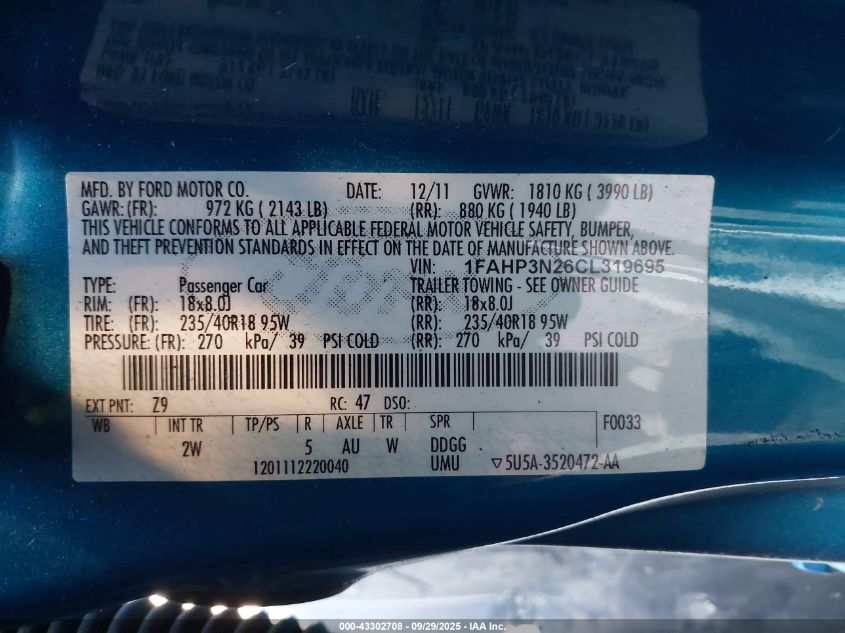 MFD. BY FORD MOTOR CO. DATE: 12/11 GVWR: 1810 KG ( 3990 LB)
GAWR: (FR): 972 KG ( 2143 LB) (RR): 880 KG ( 1940 LB)
THIS VEHICLE CONFORMS TO ALL APPLICABLE FEDERAL MOTOR VEHICLE SAFETY, BUMPER,
AND THEFT PREVENTION STANDARDS IN EFFECT ON THE DATE OF MANUFACTURE SHOWN ABOVE.
VIN: 1FAHP3N26CL319695
TYPE: Passenger Car TRAILER TOWING - SEE OWNER GUIDE
RIM: (FR): 18x8.0J (RR): 18x8.0J
TIRE: (FR): 235/40R18 95W (RR): 235/40R18 95W
PRESSURE: (FR): 270 kPa/ 39 PSI COLD (RR): 270 kPa/ 39 PSI COLD
EXT PNT: Z9 RC: 47 DSO:
WB INT TR TP/PS R AXLE TR SPR F0033
2W 5 AU W DDGG
1201112220040 UMU ▽5U5A-3520472-AA
000-43302708 - 09/29/2025 - IAA Inc.